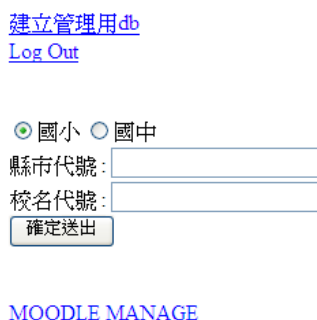 建立管理用db
Log Out
國小 國中
縣市代號:
校名代號:
確定送出
MOODLE MANAGE